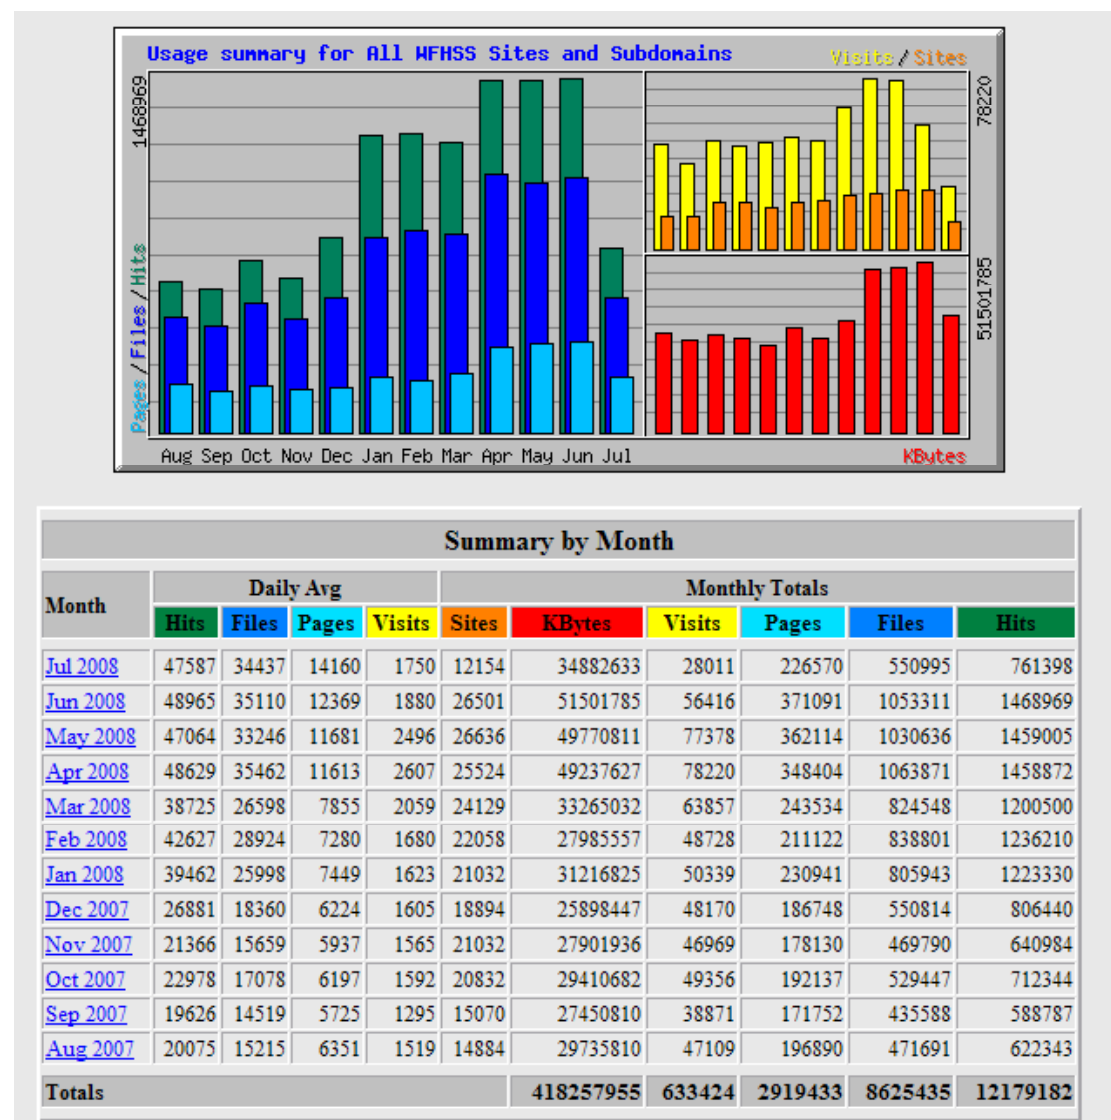 Usage summary for All WFHSS Sites and Subdomains
Visits / Sites
1468969
78220
Pages / Files / Hits
51501785
Aug Sep Oct Nov Dec Jan Feb Mar Apr May Jun Jul
KBytes
Summary by Month
Month Daily Avg Monthly Totals
Hits Files Pages Visits Sites KBytes Visits Pages Files Hits
Jul 2008 47587 34437 14160 1750 12154 34882633 28011 226570 550995 761398
Jun 2008 48965 35110 12369 1880 26501 51501785 56416 371091 1053311 1468969
May 2008 47064 33246 11681 2496 26636 49770811 77378 362114 1030636 1459005
Apr 2008 48629 35462 11613 2607 25524 49237627 78220 348404 1063871 1458872
Mar 2008 38725 26598 7855 2059 24129 33265032 63857 243534 824548 1200500
Feb 2008 42627 28924 7280 1680 22058 27985557 48728 211122 838801 1236210
Jan 2008 39462 25998 7449 1623 21032 31216825 50339 230941 805943 1223330
Dec 2007 26881 18360 6224 1605 18894 25898447 48170 186748 550814 806440
Nov 2007 21366 15659 5937 1565 21032 27901936 46969 178130 469790 640984
Oct 2007 22978 17078 6197 1592 20832 29410682 49356 192137 529447 712344
Sep 2007 19626 14519 5725 1295 15070 27450810 38871 171752 435588 588787
Aug 2007 20075 15215 6351 1519 14884 29735810 47109 196890 471691 622343
Totals 418257955 633424 2919433 8625435 12179182